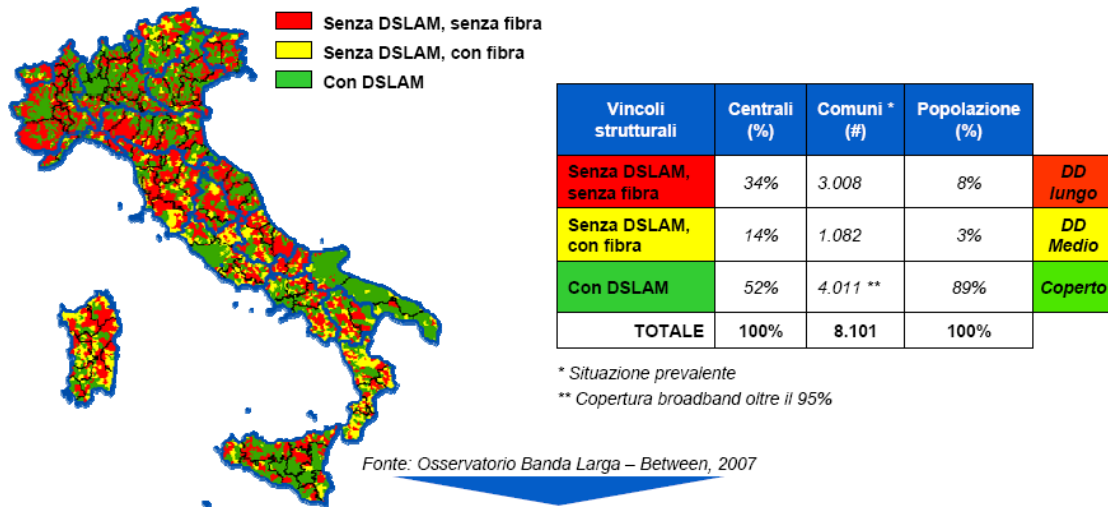 Senza DSLAM, senza fibra
Senza DSLAM, con fibra
Con DSLAM
Vincoli strutturali Centrali (%) Comuni * (#) Popolazione (%)
Senza DSLAM, senza fibra 34% 3.008 8% DD lungo
Senza DSLAM, con fibra 14% 1.082 3% DD Medio
Con DSLAM 52% 4.011 ** 89% Coperto
TOTALE 100% 8.101 100%
* Situazione prevalente
** Copertura broadband oltre il 95%
Fonte: Osservatorio Banda Larga – Between, 2007